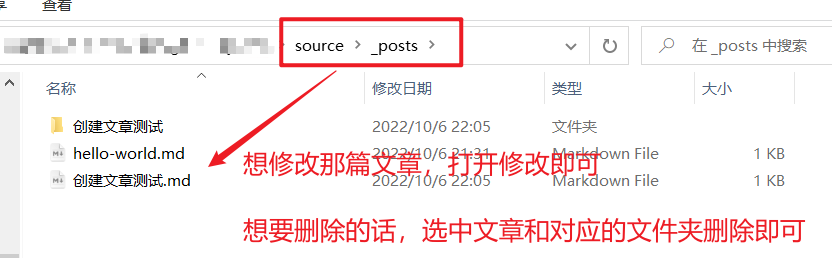 查看
source > _posts >
在 _posts 中搜索
名称 修改日期 类型 大小
创建文章测试 2022/10/6 22:05 文件夹
hello-world.md 2022/10/6 21:31 Markdown File 1 KB
想修改那篇文章，打开修改即可
创建文章测试.md 2022/10/6 22:05 Markdown File 1 KB
想要删除的话，选中文章和对应的文件夹删除即可